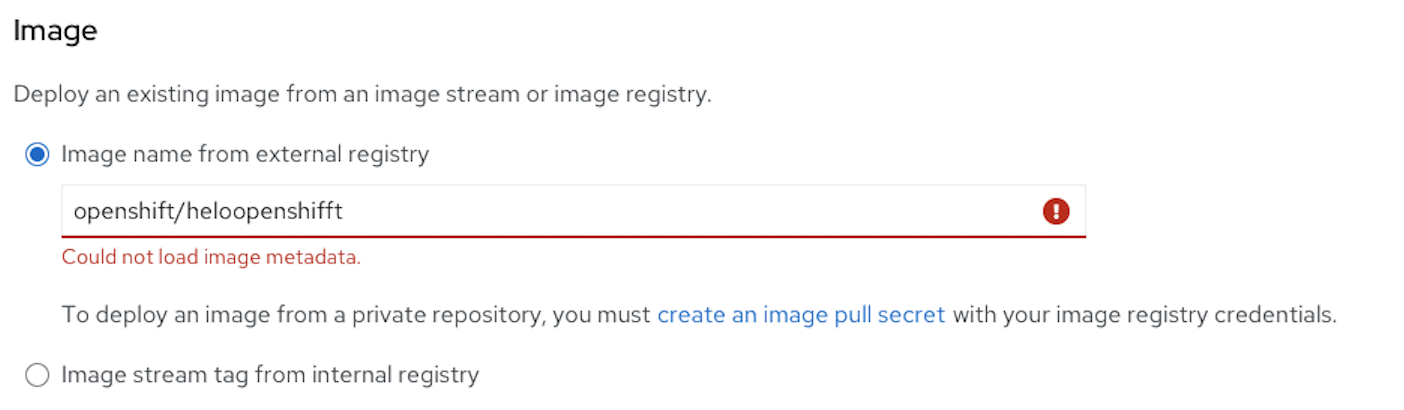 Image
Deploy an existing image from an image stream or image registry.
Image name from external registry
openshift/heloopenshifft
Could not load image metadata.
To deploy an image from a private repository, you must create an image pull secret with your image registry credentials.
Image stream tag from internal registry